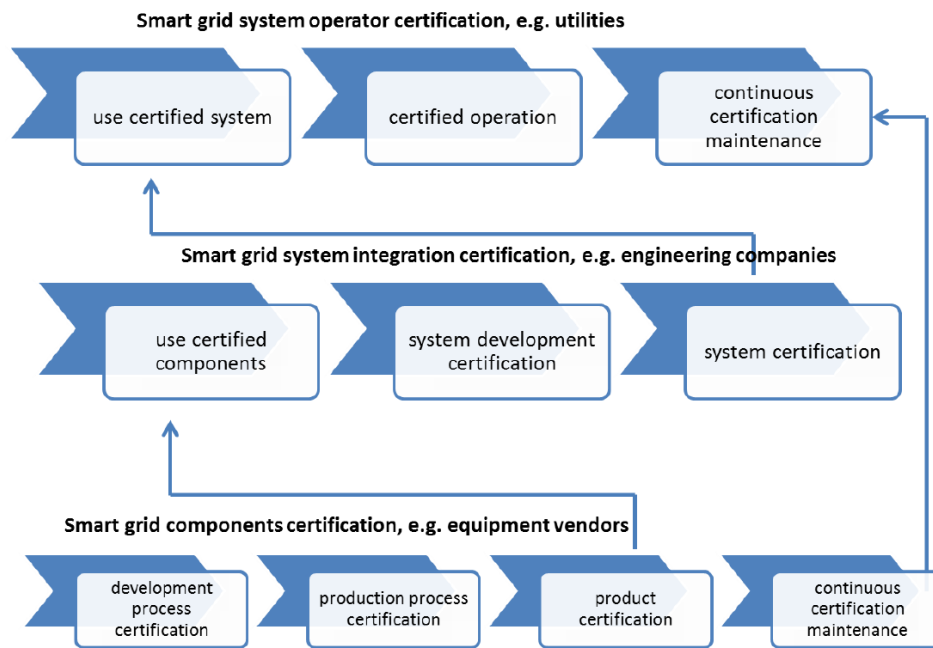 Smart grid system operator certification, e.g. utilities
use certified system
certified operation
continuous
certification
maintenance
Smart grid system integration certification, e.g. engineering companies
use certified
components
system development
certification
system certification
Smart grid components certification, e.g. equipment vendors
development
process
certification
production process
certification
product
certification
continuous
certification
maintenance